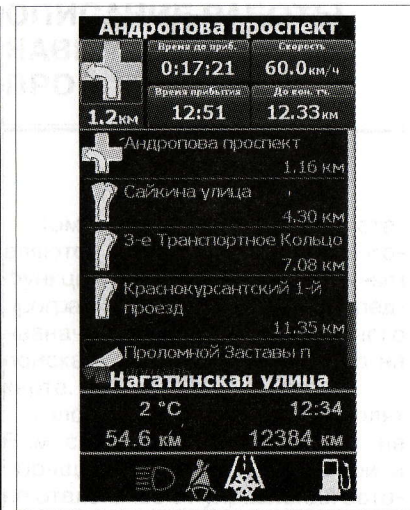 Андропова проспект
Время до приб.
Скорость
0:17:21
60.0км/ч
Время прибытия
До кон. тч.
1.2км
12:51
12.33км
Андропова проспект
1.16 км
Сайкина улица
4.30 км
3-е Транспортное Кольцо
7.08 км
Краснокурсантский 1-й
проезд
11.35 км
Проломной Заставы п
Нагатинская улица
2 °C
12:34
54.6 км
12384 км